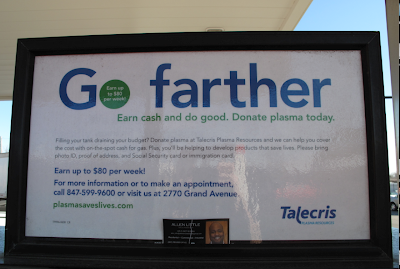 Go farther
Earn up
to $80
per week!
Earn cash and do good. Donate plasma today.
Filling your tank draining your budget? Donate plasma at Talecris Plasma Resources and we can help you cover
the cost with on-the-spot cash for gas. Plus, you'll be helping to develop products that save lives. Please bring
photo ID, proof of address, and Social Security card or immigration card.
Earn up to $80 per week!
For more information or to make an appointment,
call 847-599-9600 or visit us at 2770 Grand Avenue
plasmasaveslives.com
Talecris
PLASMA RESOURCES
ALLEN LITTLE